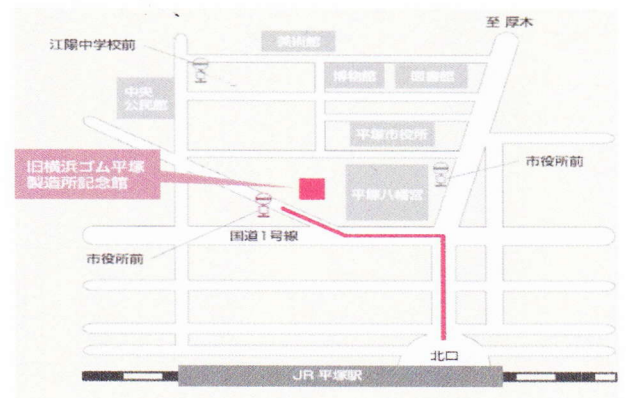 至 厚木
江陽中学校前
美術館
博物館
図書館
中央
公民館
平塚市役所
旧横浜ゴム平塚
製造所記念館
市役所前
平塚八幡宮
国道1号線
市役所前
北口
JR 平塚駅